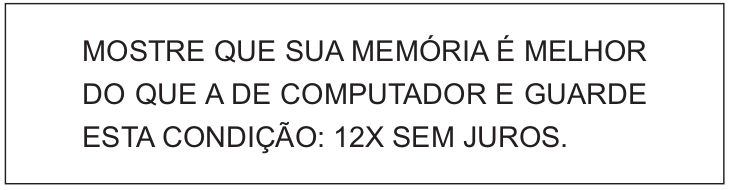 MOSTRE QUE SUA MEMÓRIA É MELHOR
DO QUE A DE COMPUTADOR E GUARDE
ESTA CONDIÇÃO: 12X SEM JUROS.